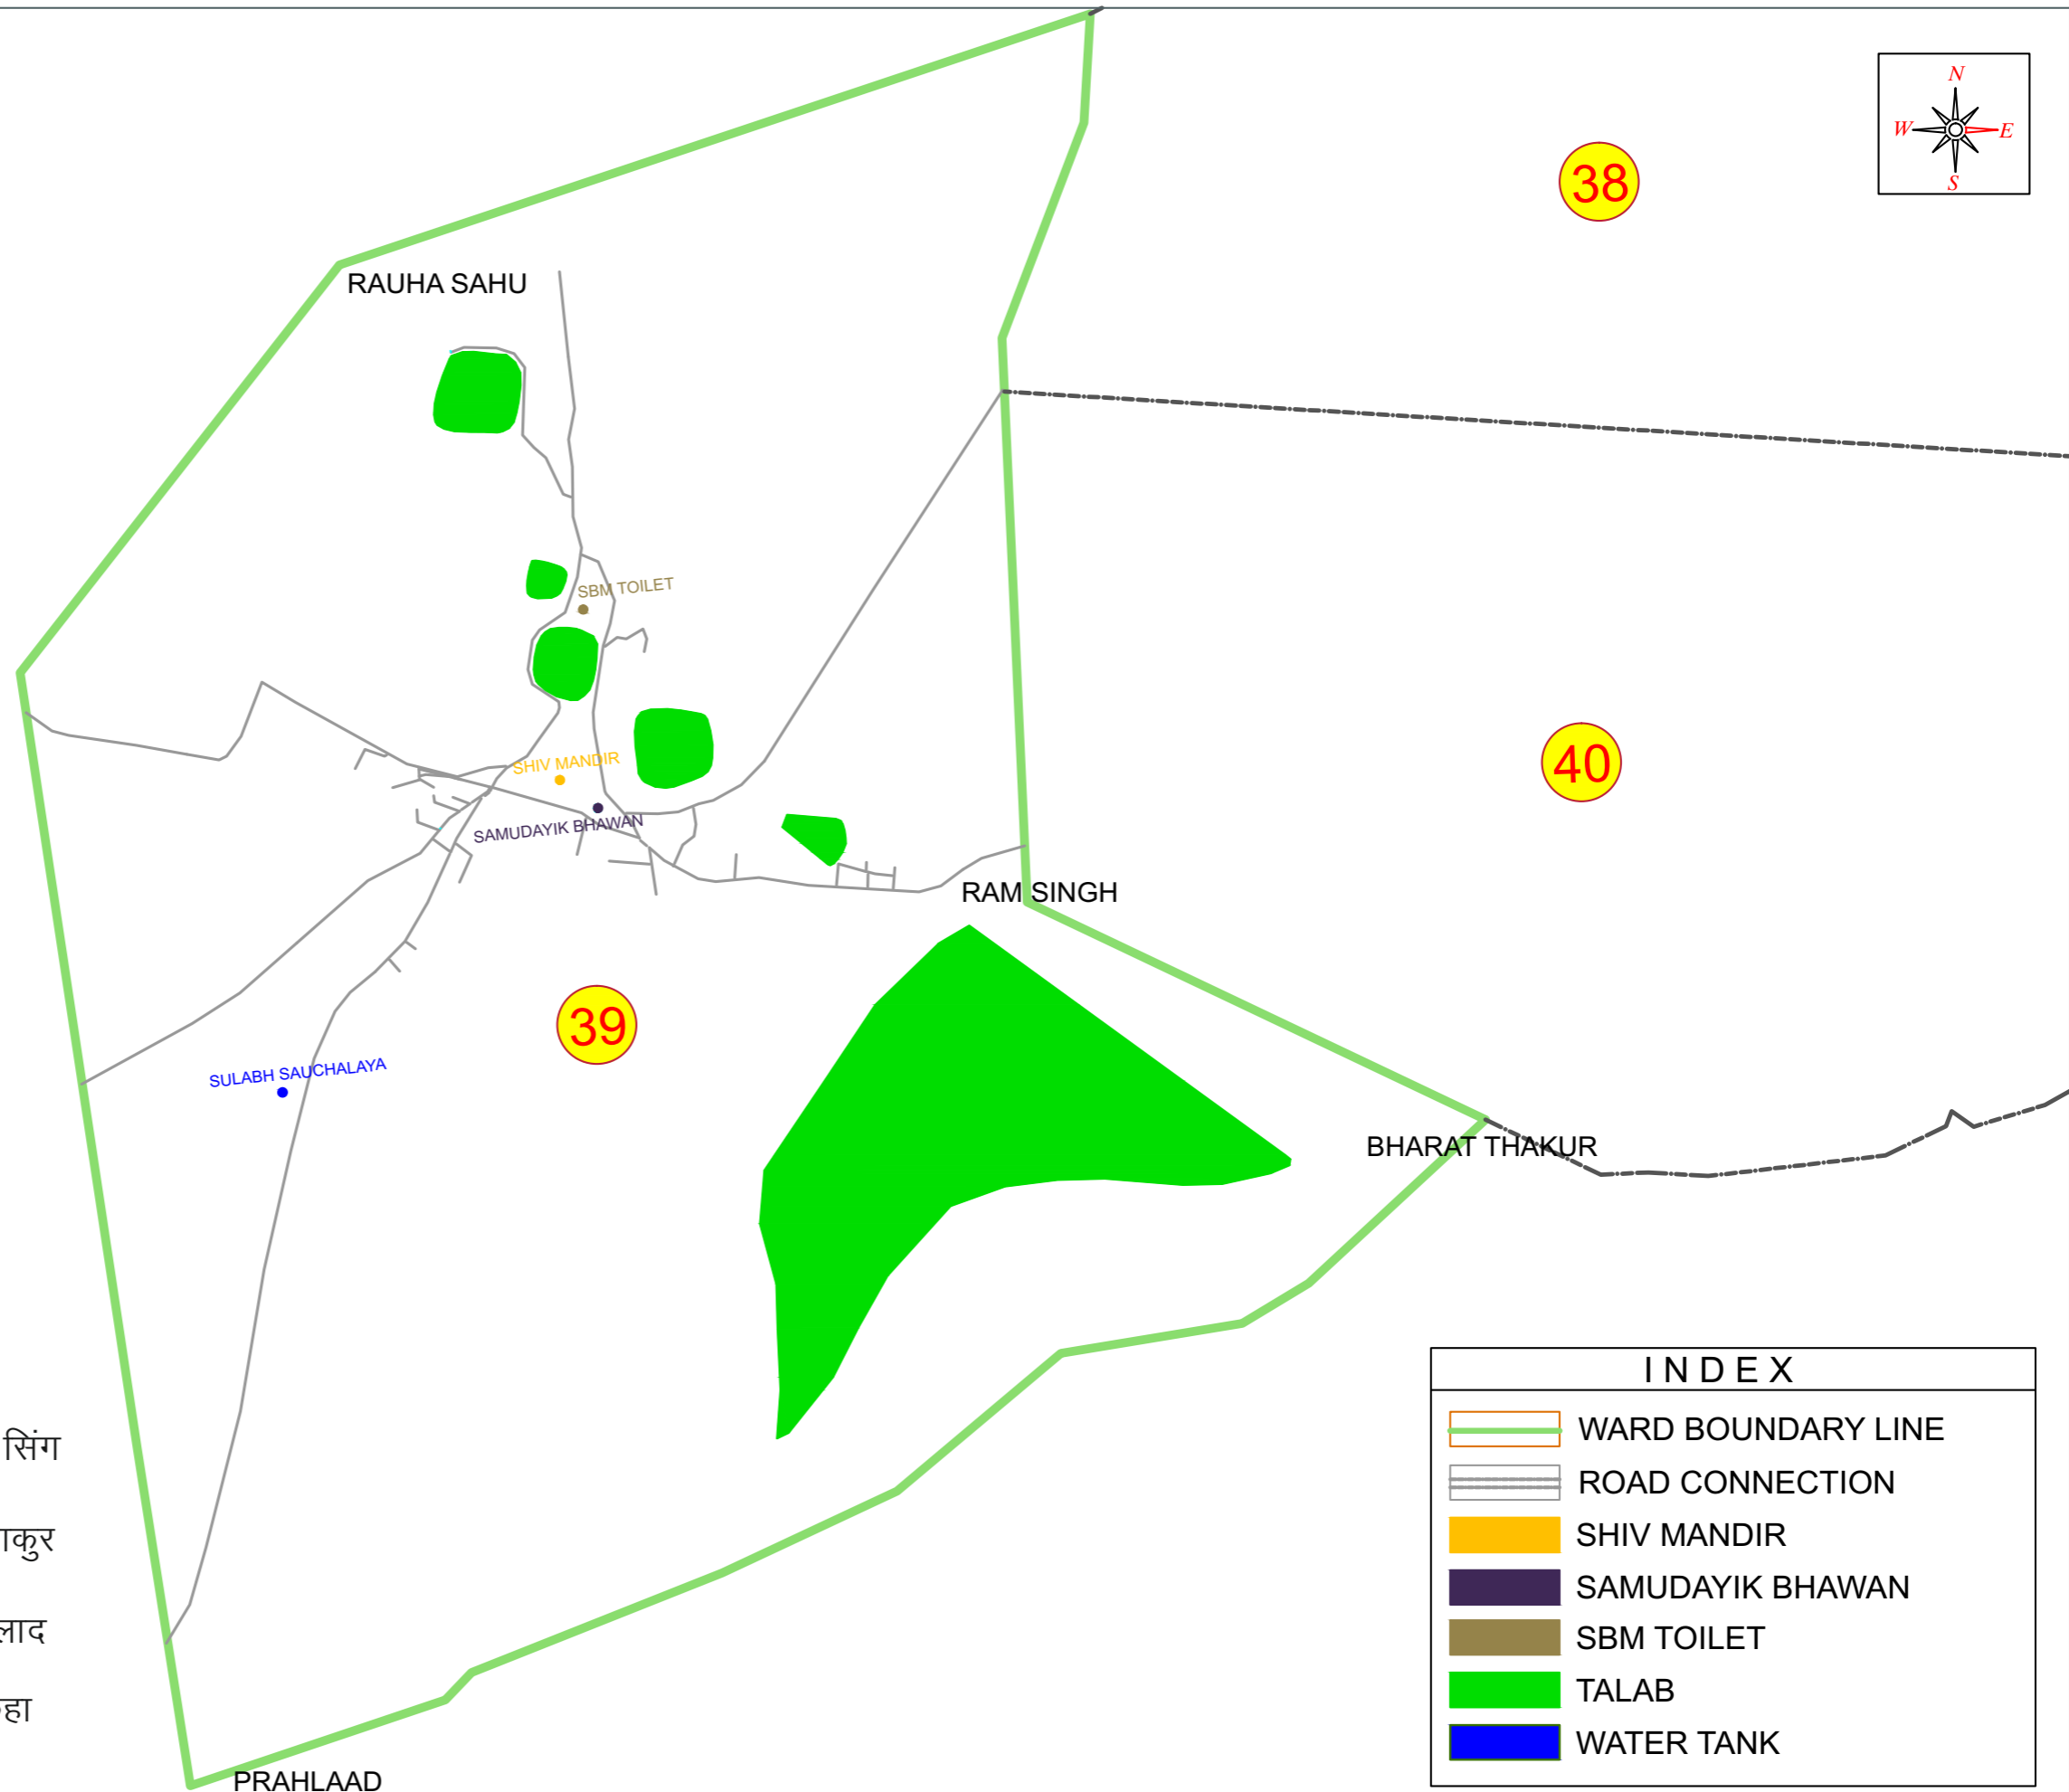 N
W E
S
38
RAUHA SAHU
SBM TOILET
40
SHIV MANDIR
SAMUDAYIK BHAWAN
RAM SINGH
39
SULABH SAUCHALAYA
BHARAT THAKUR
INDEX
WARD BOUNDARY LINE
ROAD CONNECTION
SHIV MANDIR
SAMUDAYIK BHAWAN
SBM TOILET
TALAB
WATER TANK
सिंग
PRAHLAAD